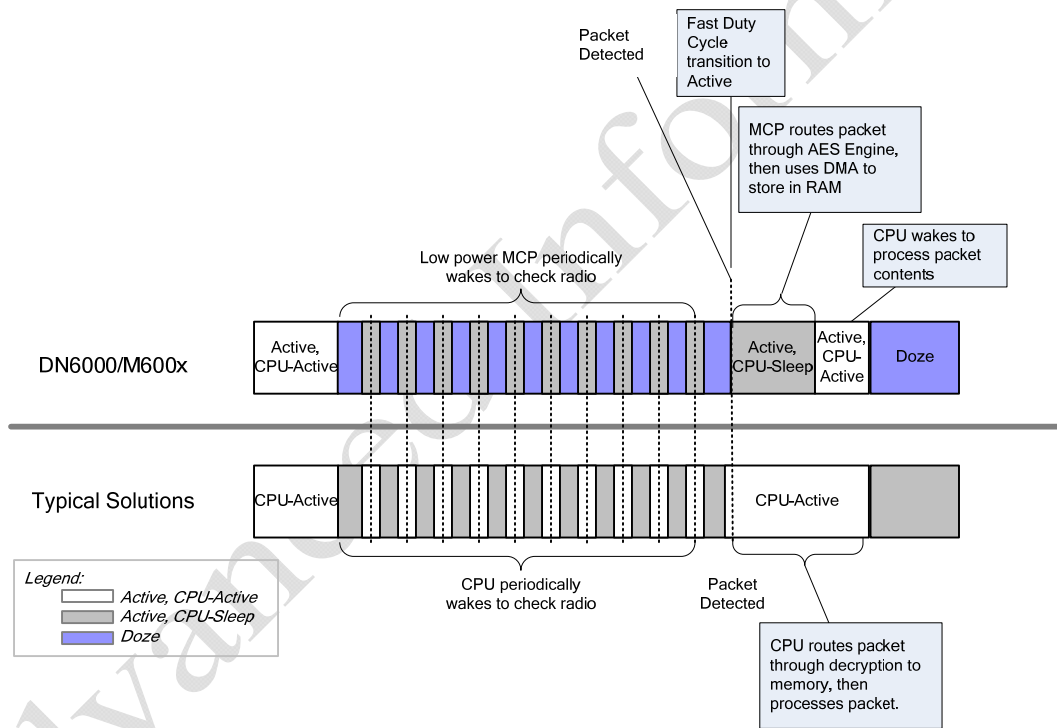 Packet
Detected
Fast Duty
Cycle
transition to
Active
MCP routes packet
through AES Engine,
then uses DMA to
store in RAM
Low power MCP periodically
wakes to check radio
CPU wakes to
process packet
contents
DN6000/M600x
Active,
CPU-Active
Active,
CPU-Sleep
Active,
CPU-
Active
Doze
Typical Solutions
CPU-Active
CPU-Active
CPU periodically
wakes to check radio
Packet
Detected
CPU routes packet
through decryption to
memory, then
processes packet.
Legend:
Active, CPU-Active
Active, CPU-Sleep
Doze